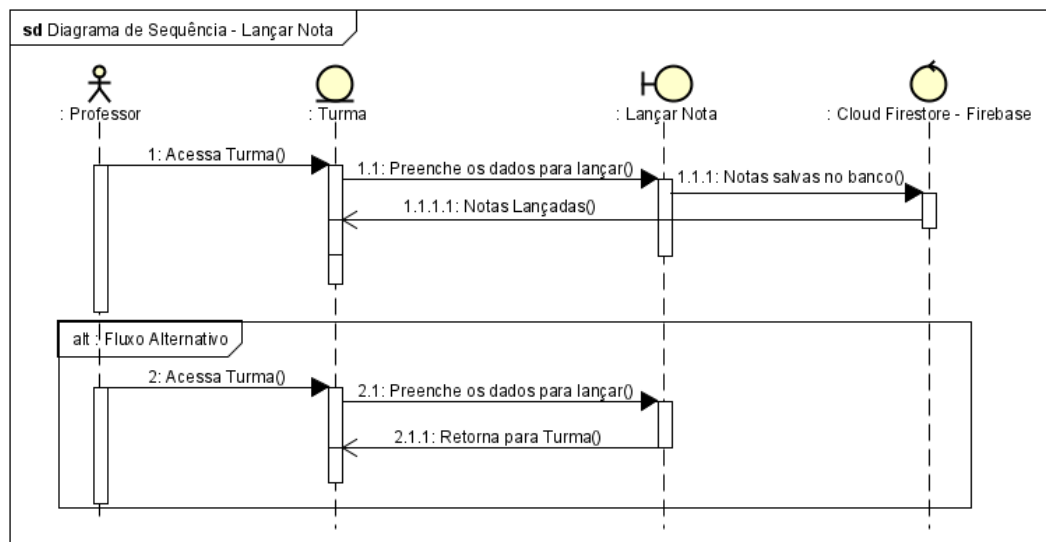 sd Diagrama de Sequência - Lançar Nota
: Professor
: Turma
: Lançar Nota
: Cloud Firestore - Firebase
1: Acessa Turma()
1.1: Preenche os dados para lançar()
1.1.1: Notas salvas no banco()
1.1.1.1: Notas Lançadas()
alt : Fluxo Alternativo
2: Acessa Turma()
2.1: Preenche os dados para lançar()
2.1.1: Retorna para Turma()